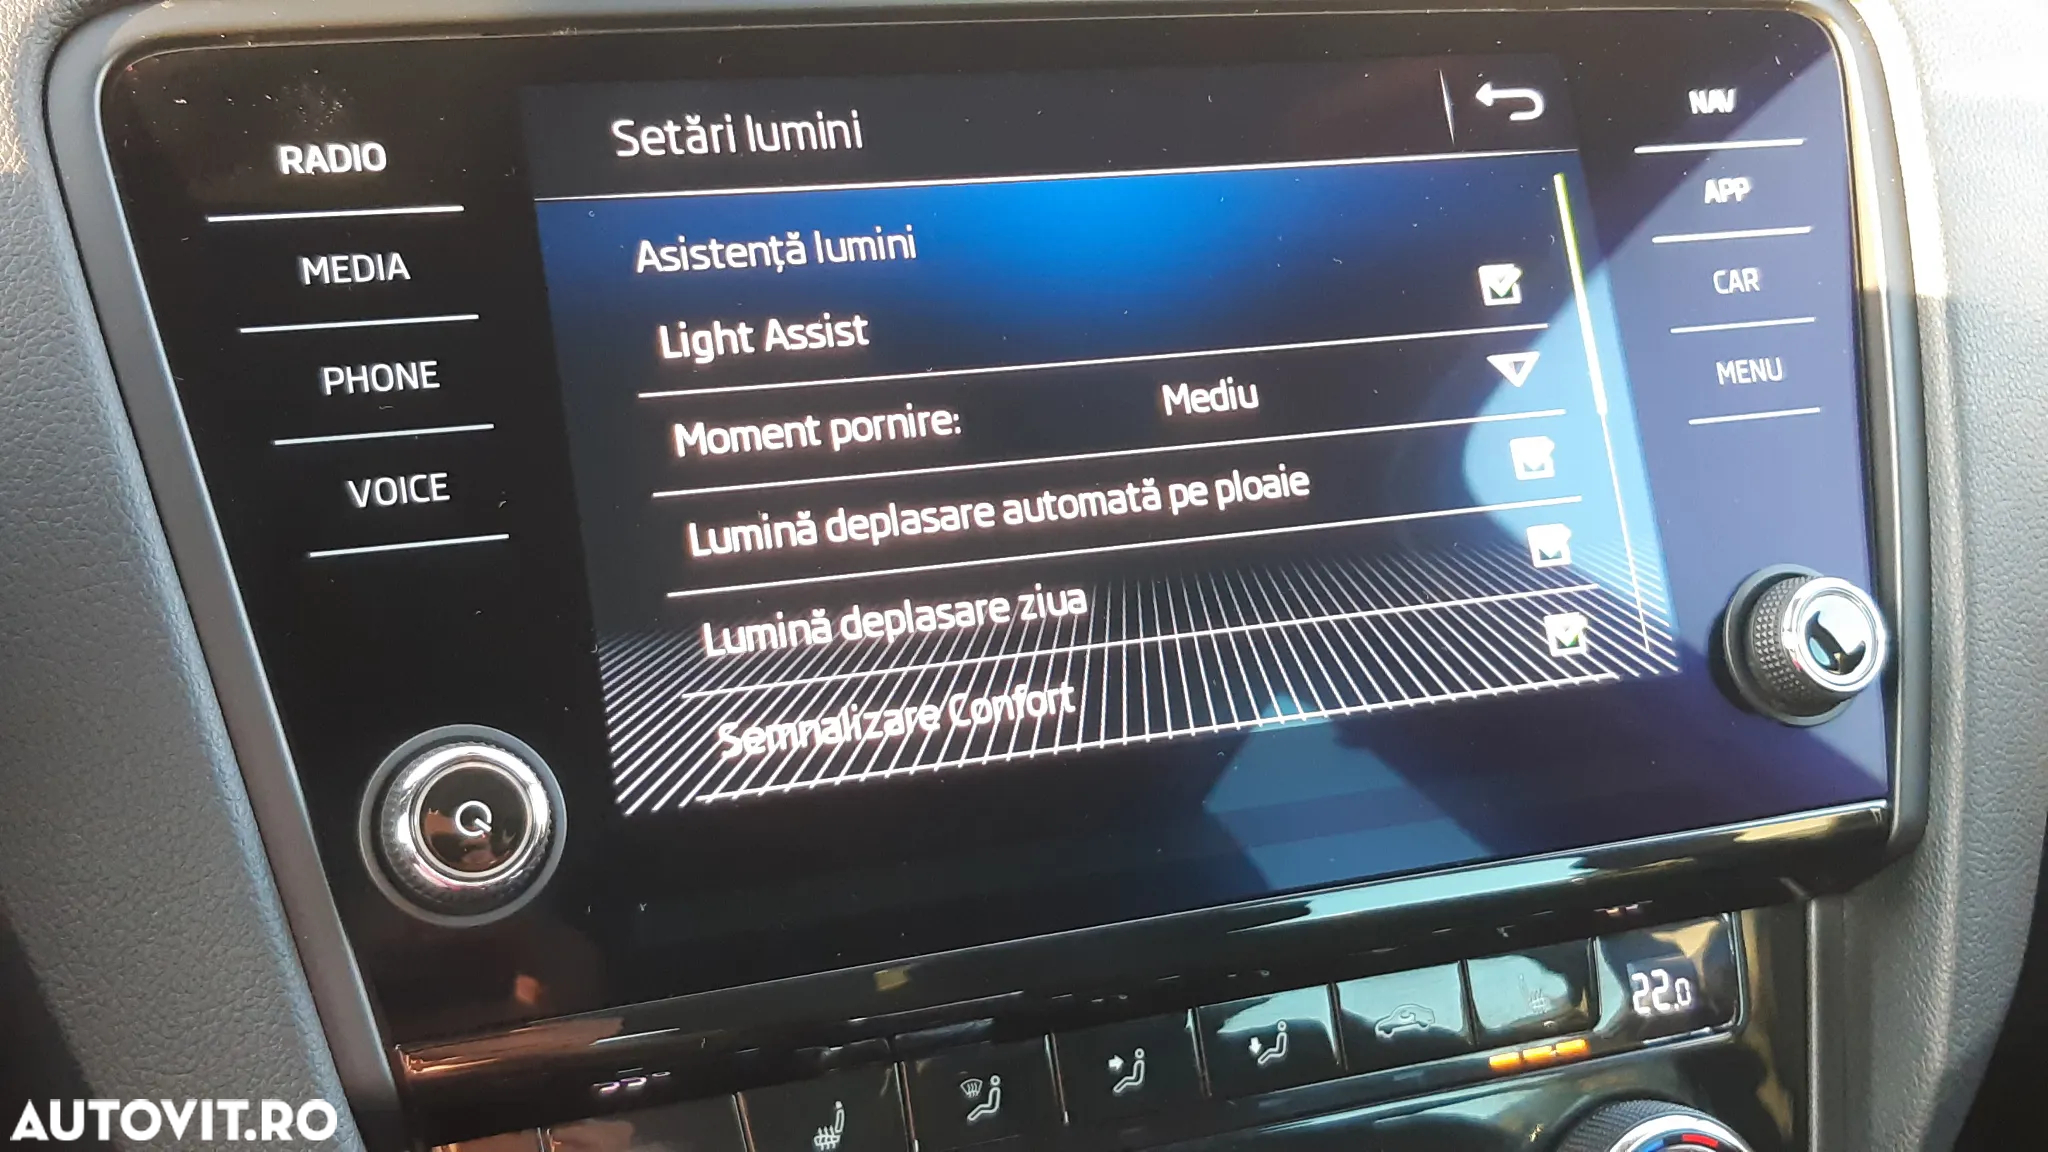 RADIO
MEDIA
PHONE
VOICE
Setări lumini
Asistență lumini
Light Assist
Moment pornire: Mediu
Lumină deplasare automată pe ploaie
Lumină deplasare ziua
Semnalizare Confort
NAV
APP
CAR
MENU
22.0
AUTOVIT.RO